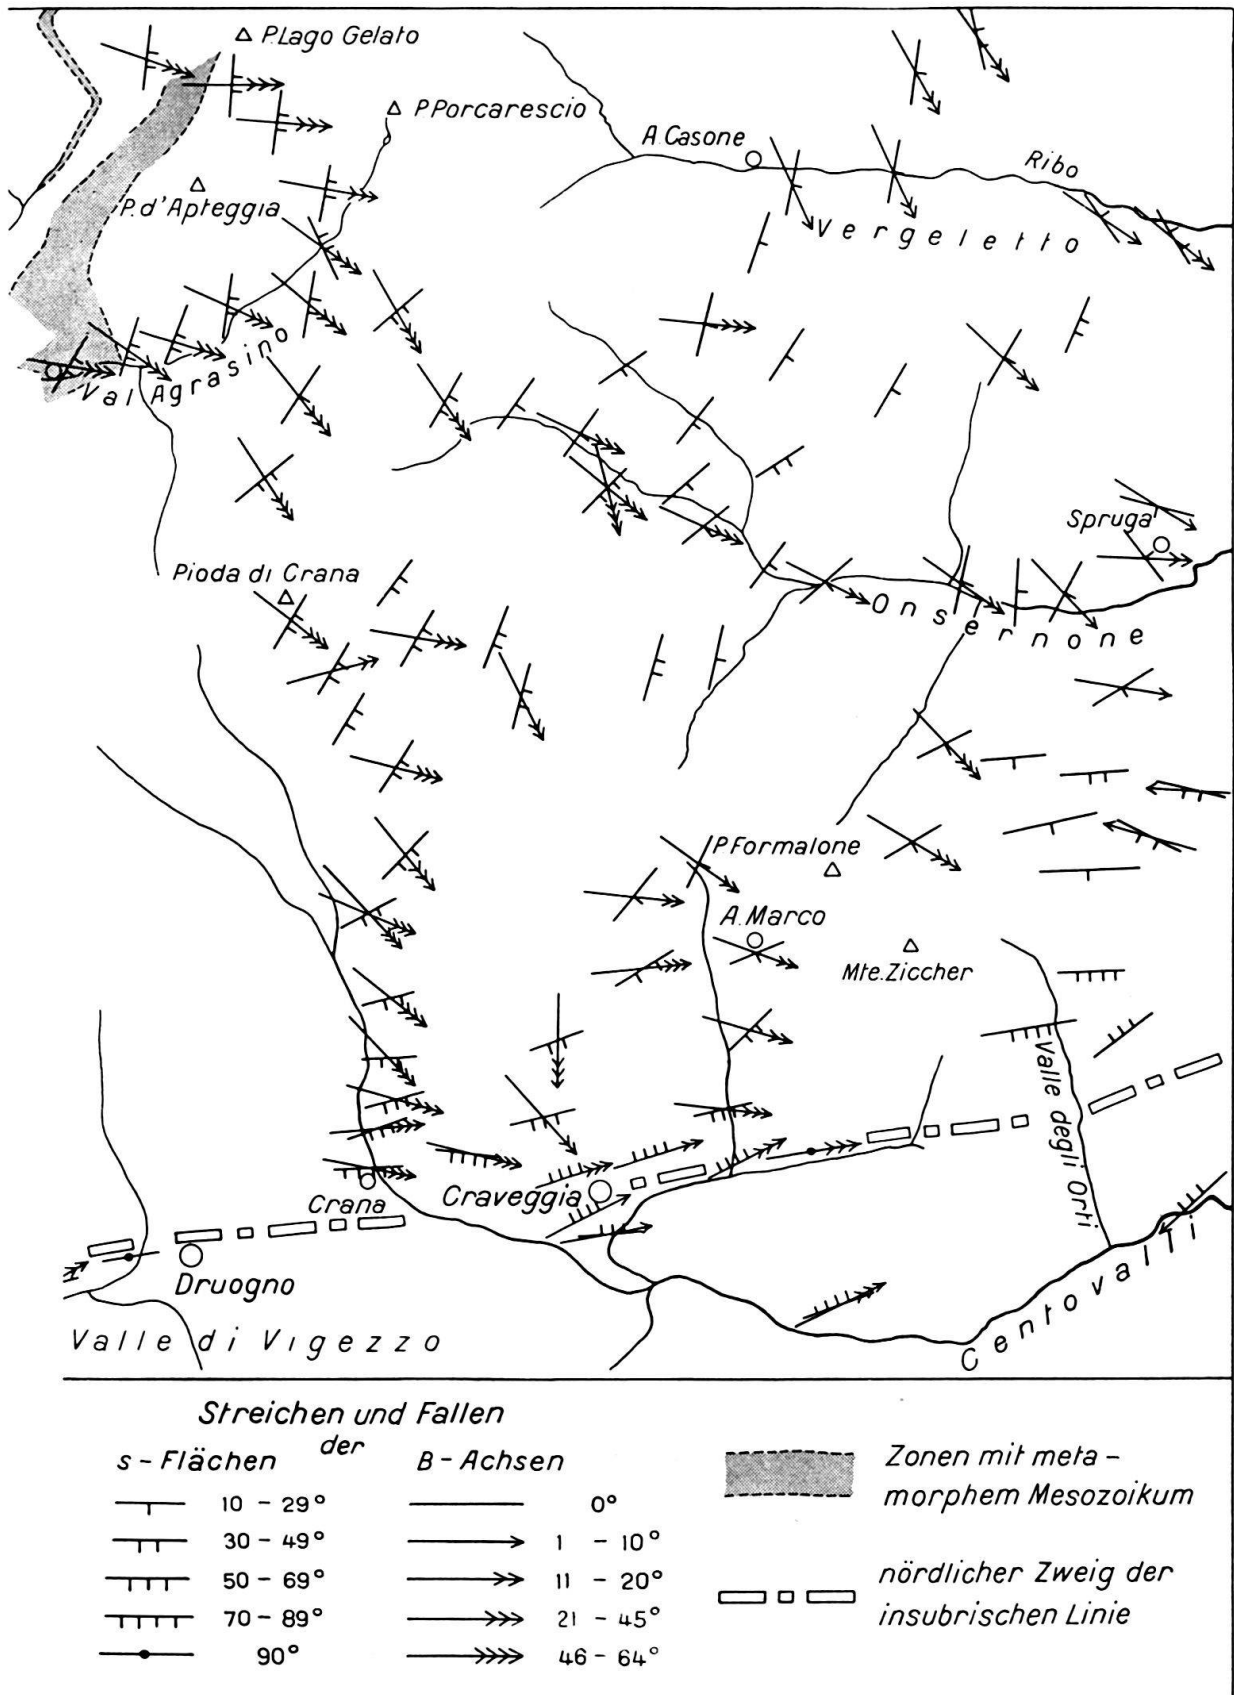 P.Lago Gelato
P.Porcarescio
A.Casone
Ribo
P. d'Apteggia
Vergeletto
Val Agrasino
Spruga
Pioda di Crana
Onsernone
P.Formalone
A.Marco
Mte.Ziccher
Valle degli Orti
Craveggia
Crana
Druogno
Centovalli
Valle di Vigezzo
Streichen und Fallen
der
s-Flächen B-Achsen
10 - 29° 0°
30 - 49° 1 - 10°
50 - 69° 11 - 20°
70 - 89° 21 - 45°
90° 46 - 64°
Zonen mit meta-
morphem Mesozoikum
nördlicher Zweig der
insubrischen Linie